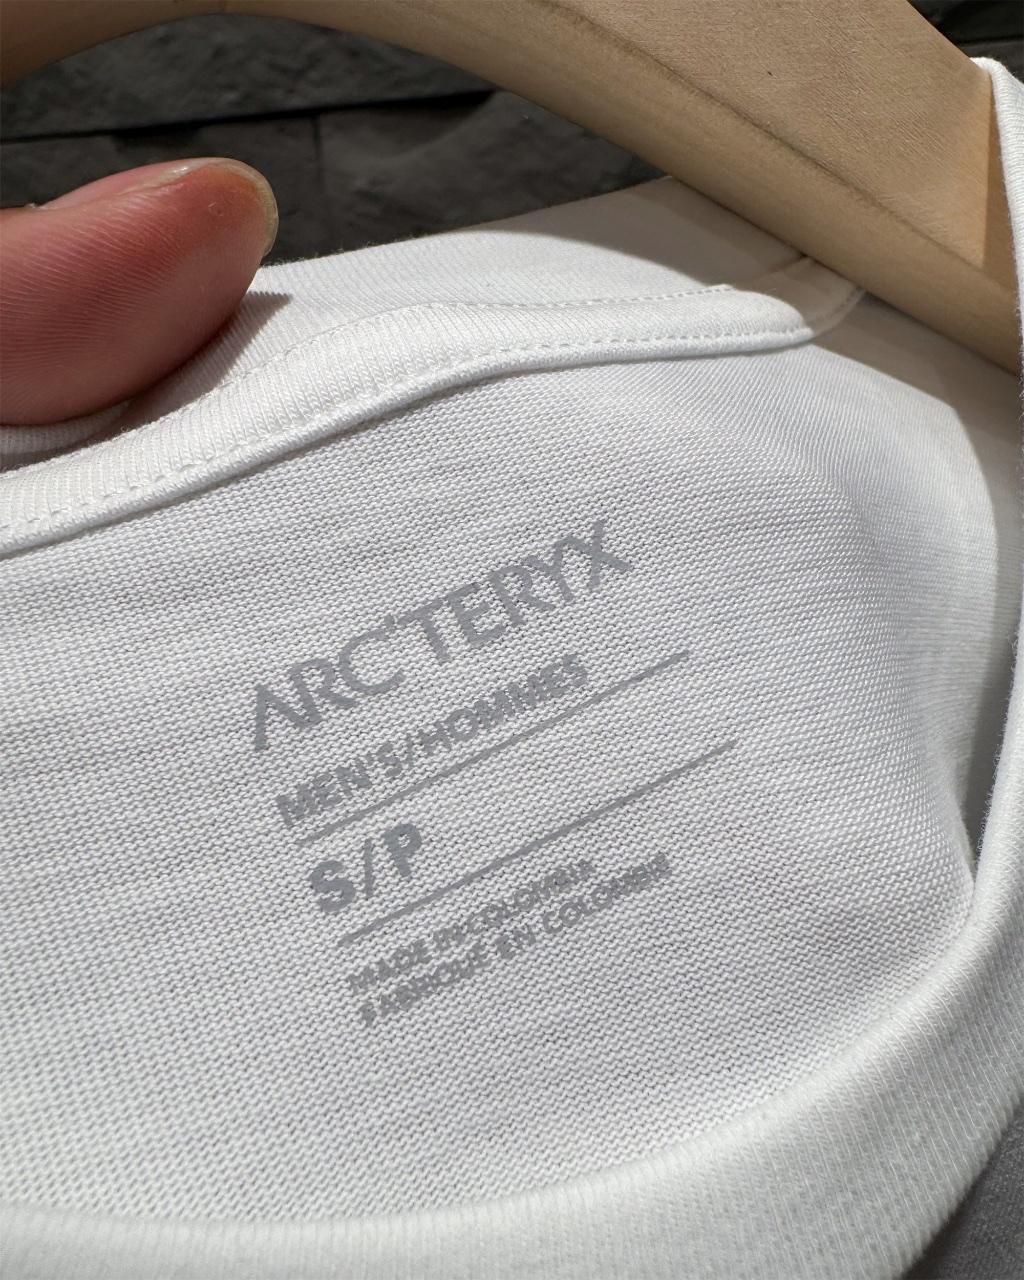 ARC'TERYX
MEN'S/HOMMES
S/P
MADE IN COLOMBIA
FABRIQUÉ EN COLOMBIE